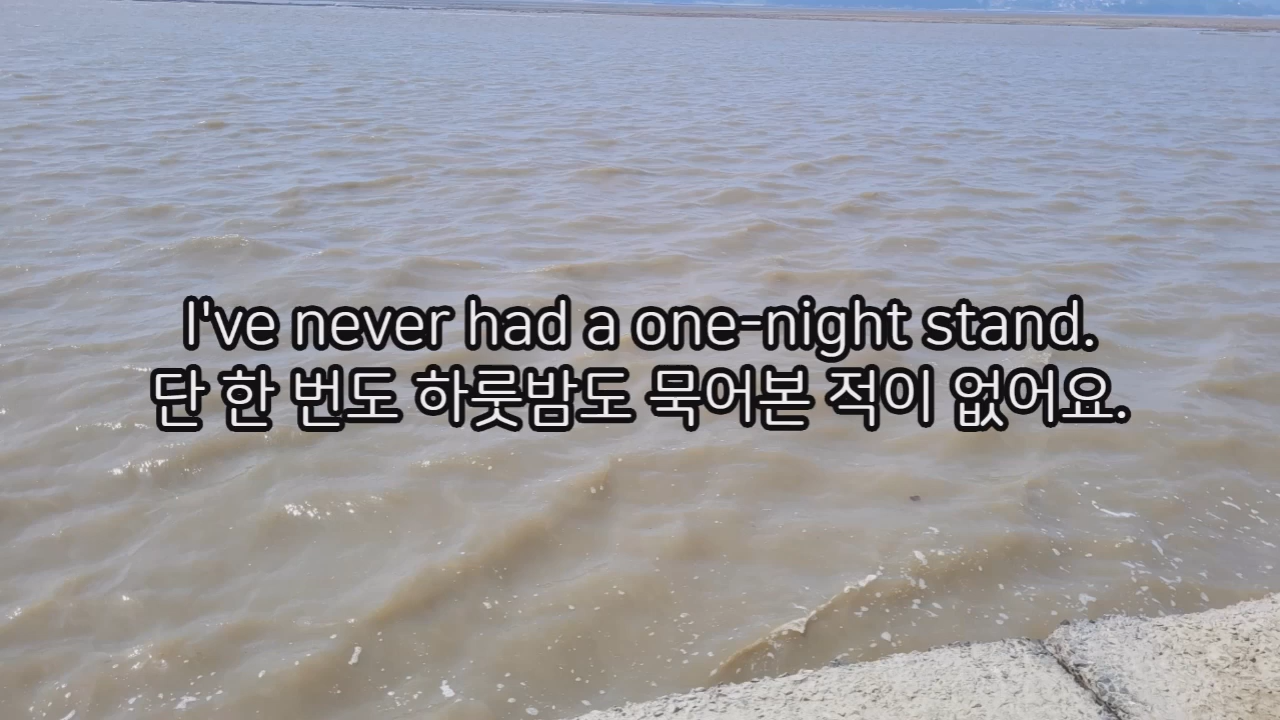 I've never had a one-night stand.
단 한 번도 하룻밤도 묵어본 적이 없어요.